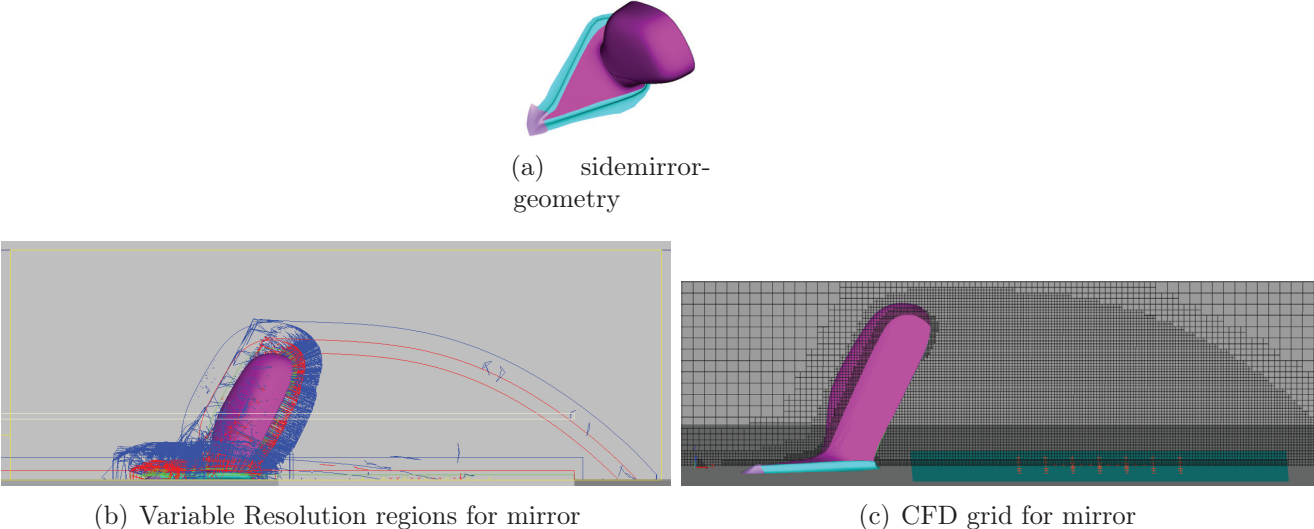 (a) sidemirror-
geometry
(b) Variable Resolution regions for mirror
(c) CFD grid for mirror